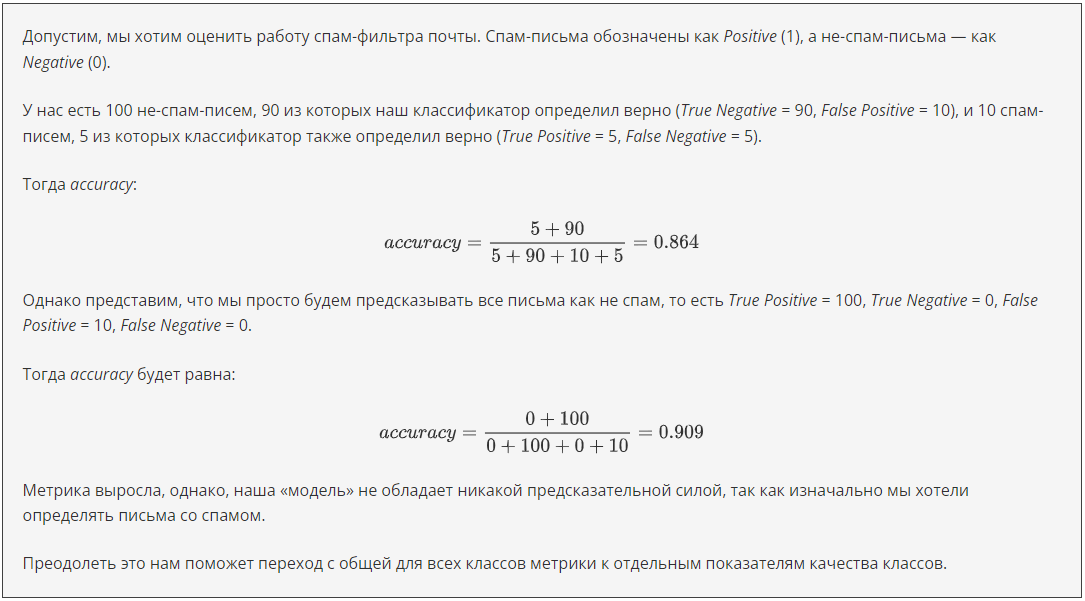 Допустим, мы хотим оценить работу спам-фильтра почты. Спам-письма обозначены как Positive (1), а не-спам-письма — как
Negative (0).
У нас есть 100 не-спам-писем, 90 из которых наш классификатор определил верно (True Negative = 90, False Positive = 10), и 10 спам-
писем, 5 из которых классификатор также определил верно (True Positive = 5, False Negative = 5).
Тогда accuracy:
accuracy = (5 + 90) / (5 + 90 + 10 + 5) = 0.864
Однако представим, что мы просто будем предсказывать все письма как не спам, то есть True Positive = 100, True Negative = 0, False
Positive = 10, False Negative = 0.
Тогда accuracy будет равна:
accuracy = (0 + 100) / (0 + 100 + 0 + 10) = 0.909
Метрика выросла, однако, наша «модель» не обладает никакой предсказательной силой, так как изначально мы хотели
определять письма со спамом.
Преодолеть это нам поможет переход с общей для всех классов метрики к отдельным показателям качества классов.